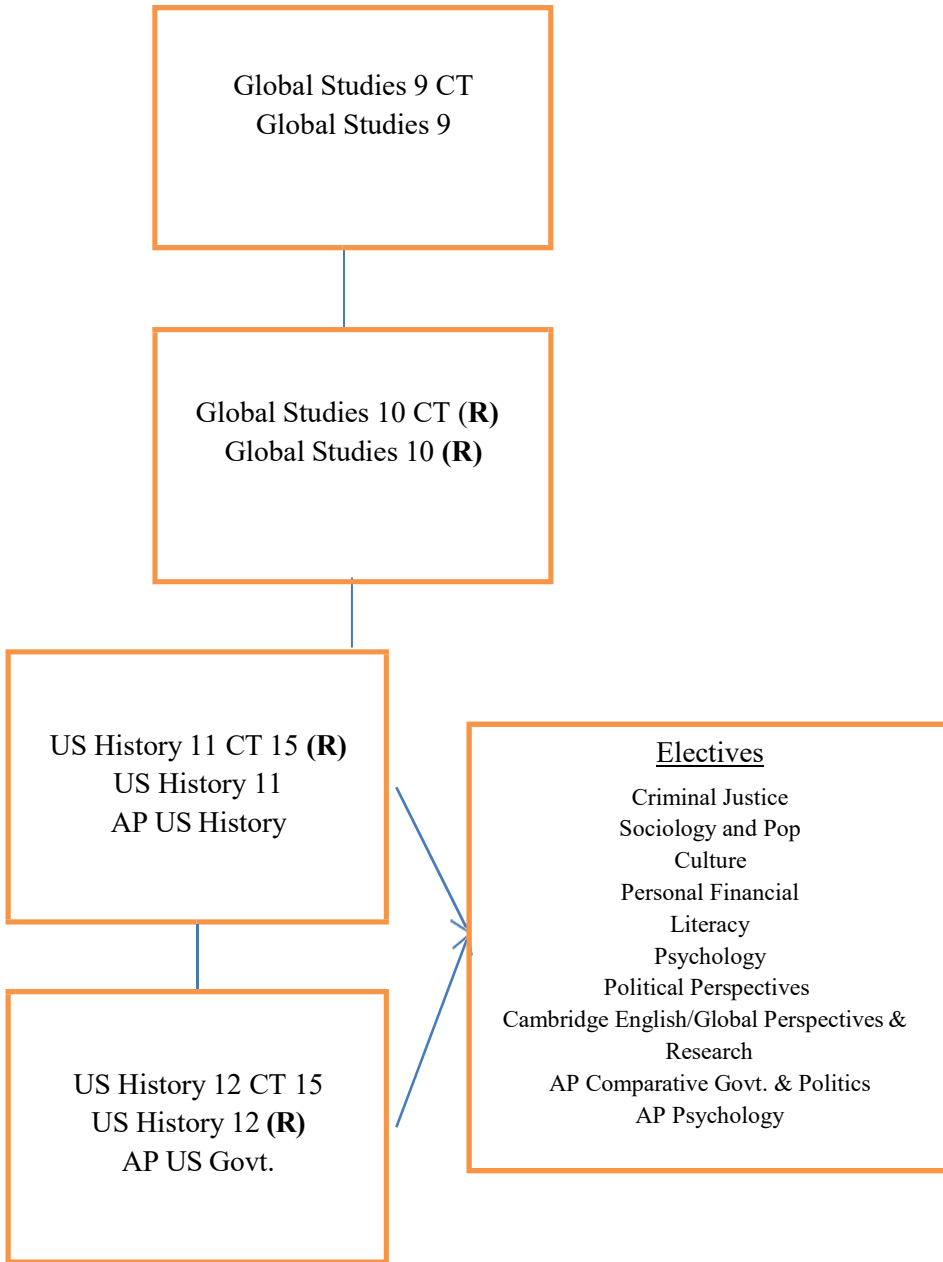 Global Studies 9 CT
Global Studies 9
Global Studies 10 CT (R)
Global Studies 10 (R)
US History 11 CT 15 (R)
US History 11
AP US History
US History 12 CT 15
US History 12 (R)
AP US Govt.
Electives
Criminal Justice
Sociology and Pop
Culture
Personal Financial
Literacy
Psychology
Political Perspectives
Cambridge English/Global Perspectives &
Research
AP Comparative Govt. & Politics
AP Psychology